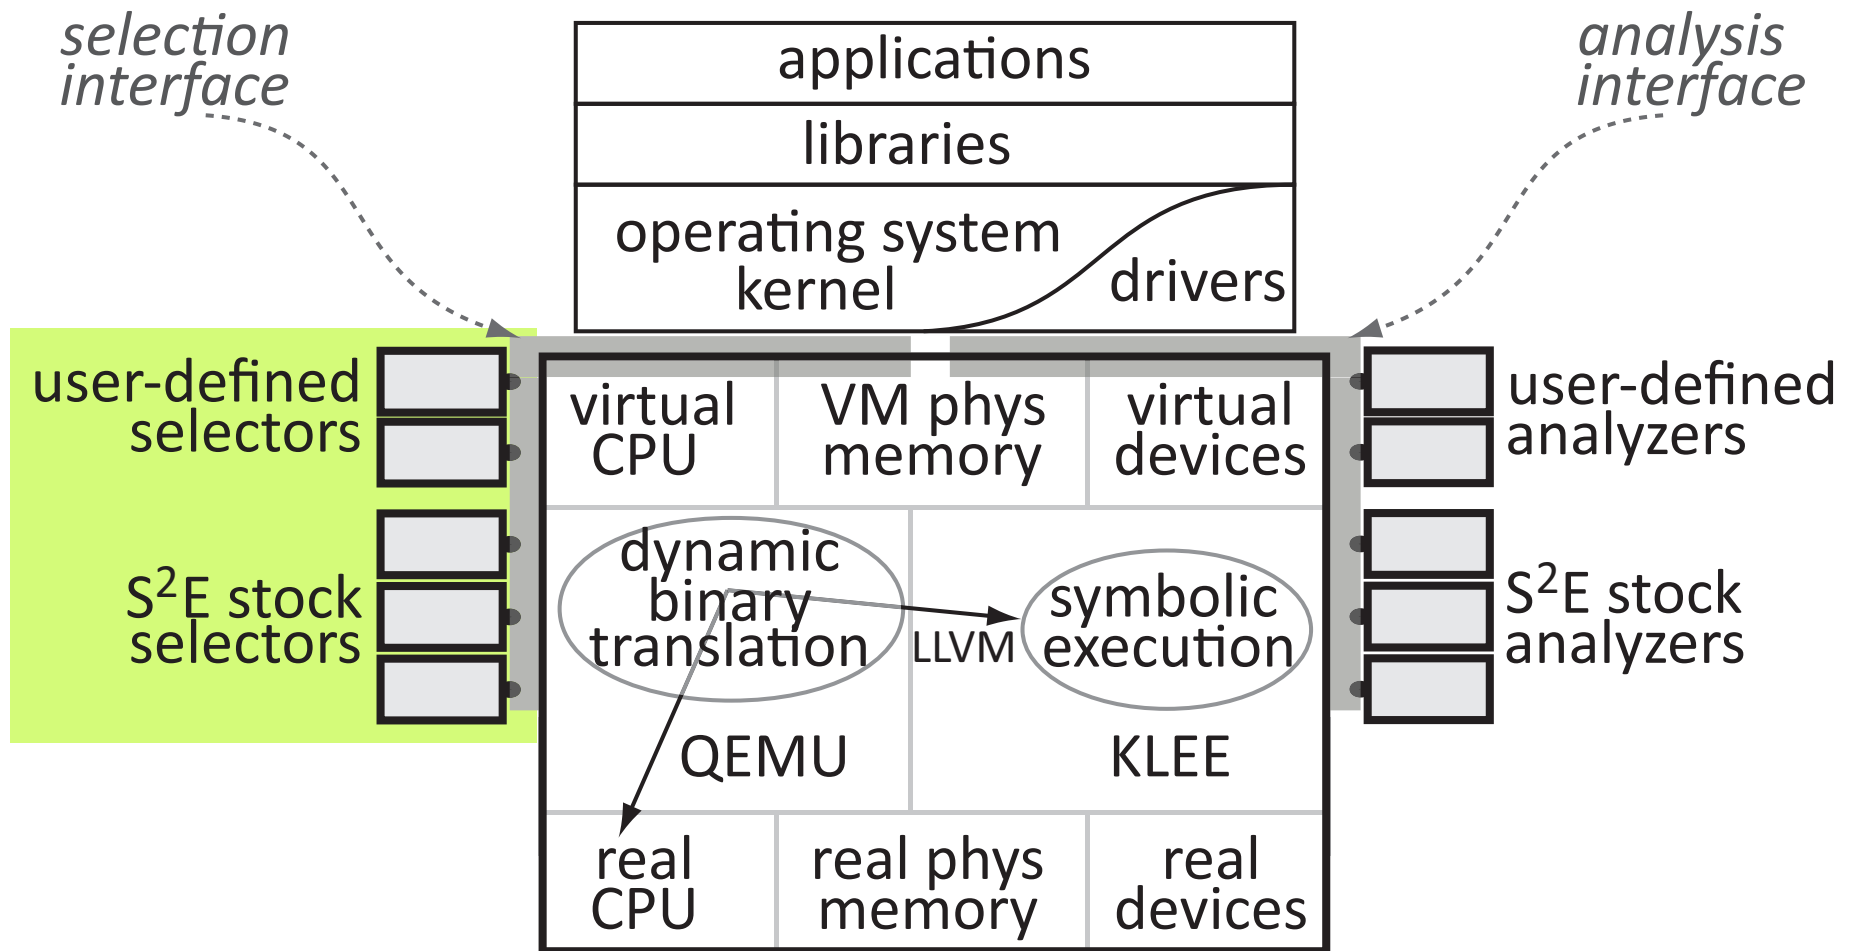 selection
interface
analysis
interface
applications
libraries
operating system
kernel
drivers
user-defined
selectors
S²E stock
selectors
virtual
CPU
VM phys
memory
virtual
devices
dynamic
binary
translation
LLVM
symbolic
execution
QEMU
KLEE
real
CPU
real phys
memory
real
devices
user-defined
analyzers
S²E stock
analyzers